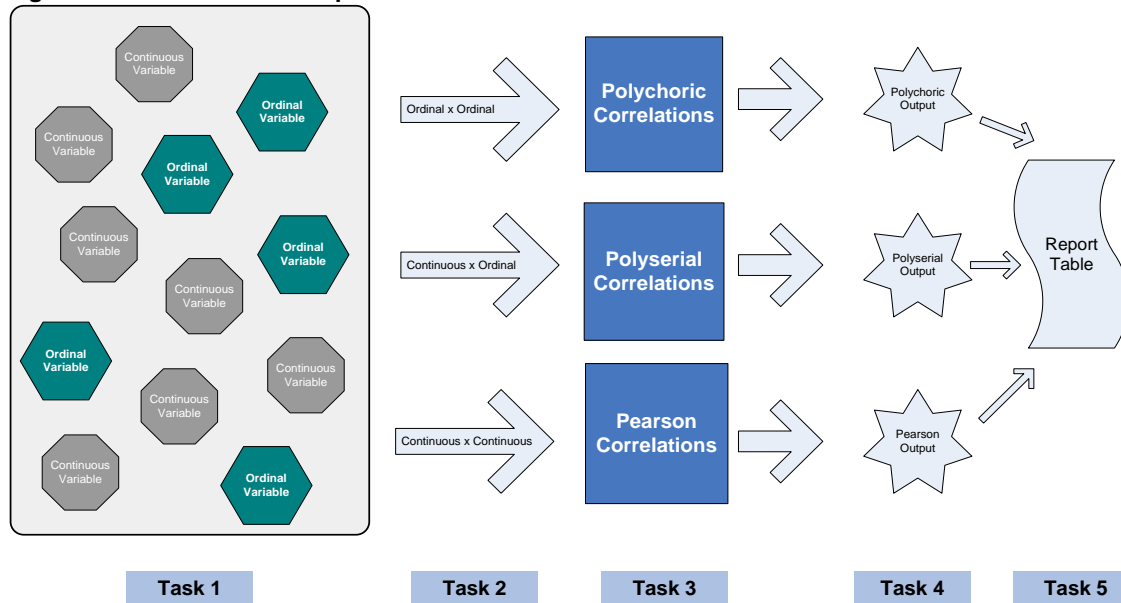 Continuous
Variable
Ordinal
Variable
Continuous
Variable
Ordinal
Variable
Continuous
Variable
Ordinal
Variable
Continuous
Variable
Ordinal
Variable
Continuous
Variable
Continuous
Variable
Continuous
Variable
Ordinal
Variable
Ordinal x Ordinal
Polychoric
Correlations
Polychoric
Output
Continuous x Ordinal
Polyserial
Correlations
Polyserial
Output
Report
Table
Continuous x Continuous
Pearson
Correlations
Pearson
Output
Task 1
Task 2
Task 3
Task 4
Task 5